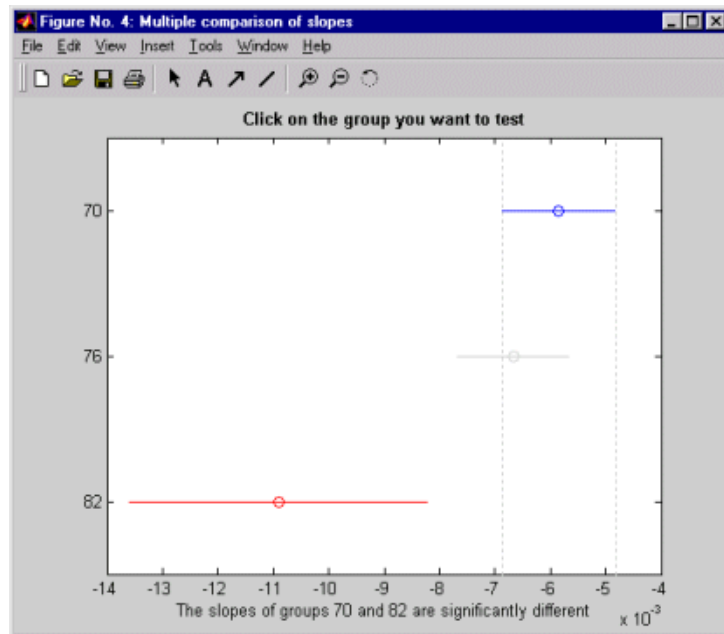 Figure No. 4: Multiple comparison of slopes
File Edit View Insert Tools Window Help
A
Click on the group you want to test
70
76
82
-14 -13 -12 -11 -10 -9 -8 -7 -6 -5 -4
The slopes of groups 70 and 82 are significantly different
x 10⁻³